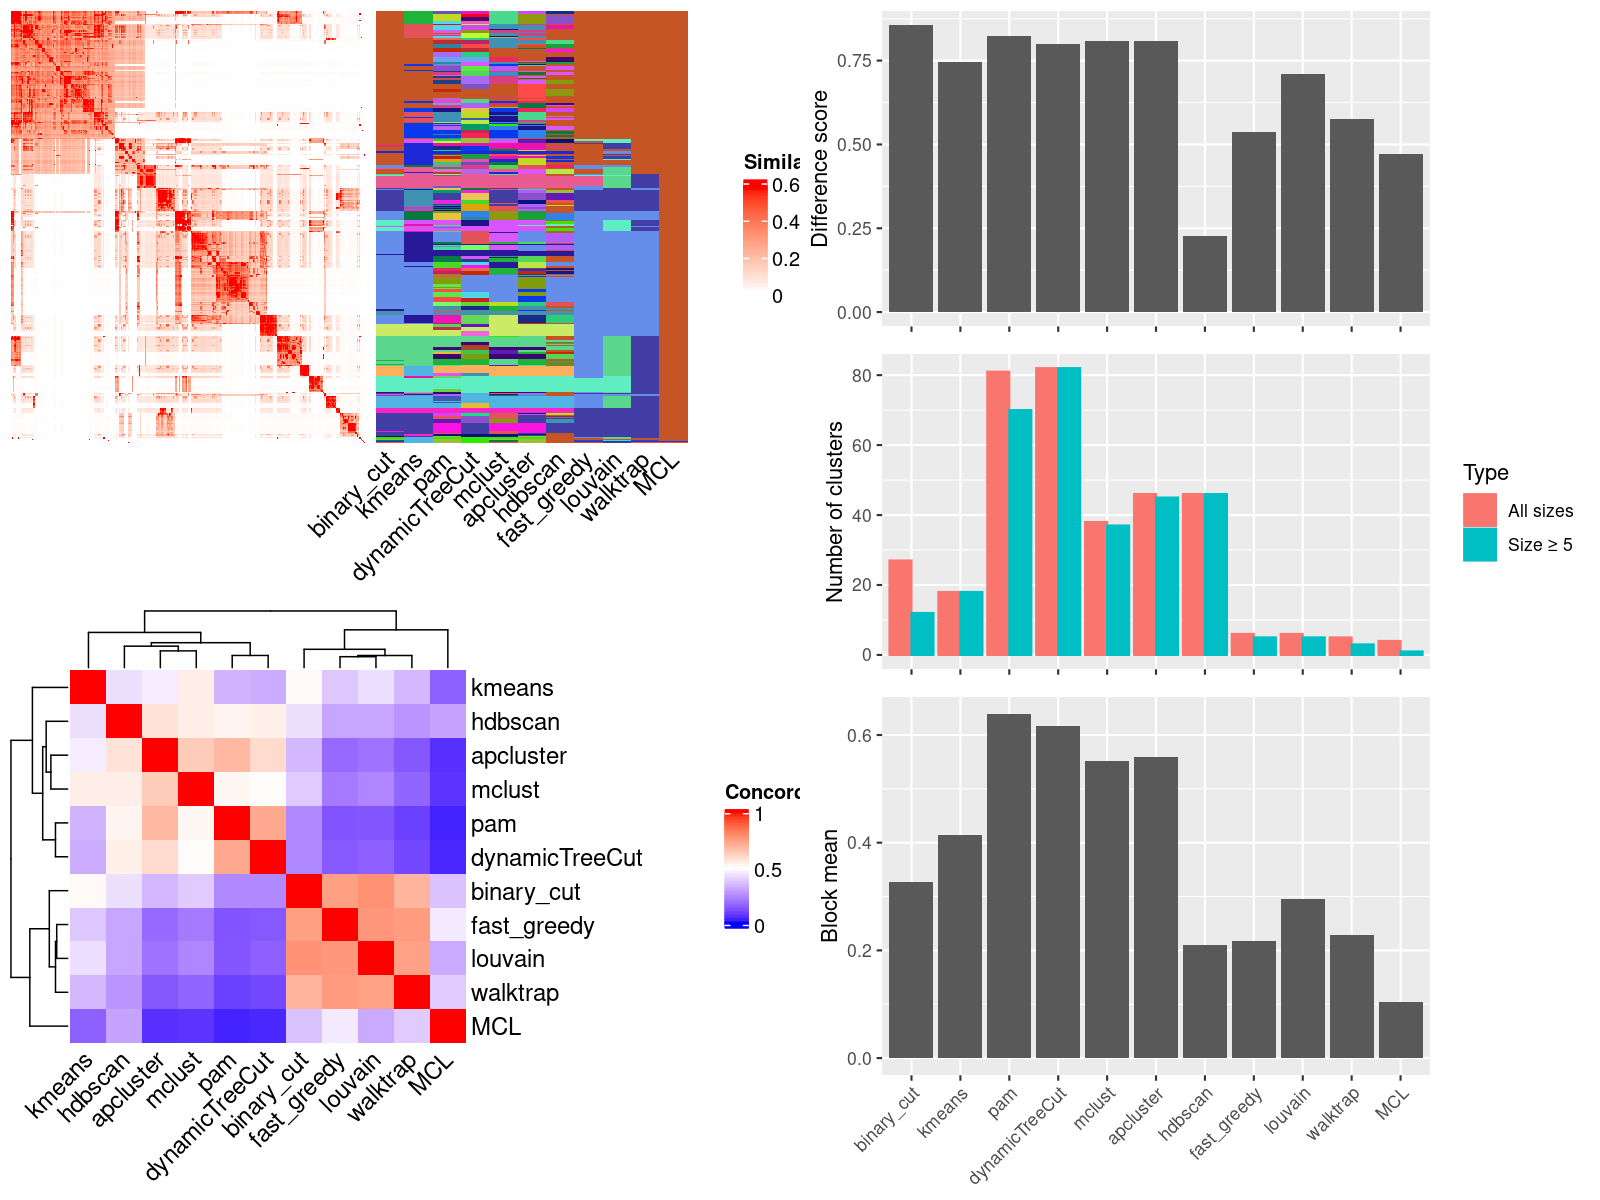 Simila
0.6
0.4
0.2
0
binary_cut
kmeans
pam
dynamicTreeCut
mclust
apcluster
hdbscan
fast_greedy
louvain
walktrap
MCL
kmeans
hdbscan
apcluster
mclust
pam
dynamicTreeCut
binary_cut
fast_greedy
louvain
walktrap
MCL
kmeans
hdbscan
apcluster
mclust
pam
dynamicTreeCut
binary_cut
fast_greedy
louvain
walktrap
MCL
Concord
1
0.5
0
Difference score
0.75
0.50
0.25
0.00
Number of clusters
80
60
40
20
0
Type
All sizes
Size ≥ 5
Block mean
0.6
0.4
0.2
0.0
binary_cut
kmeans
pam
dynamicTreeCut
mclust
apcluster
hdbscan
fast_greedy
louvain
walktrap
MCL